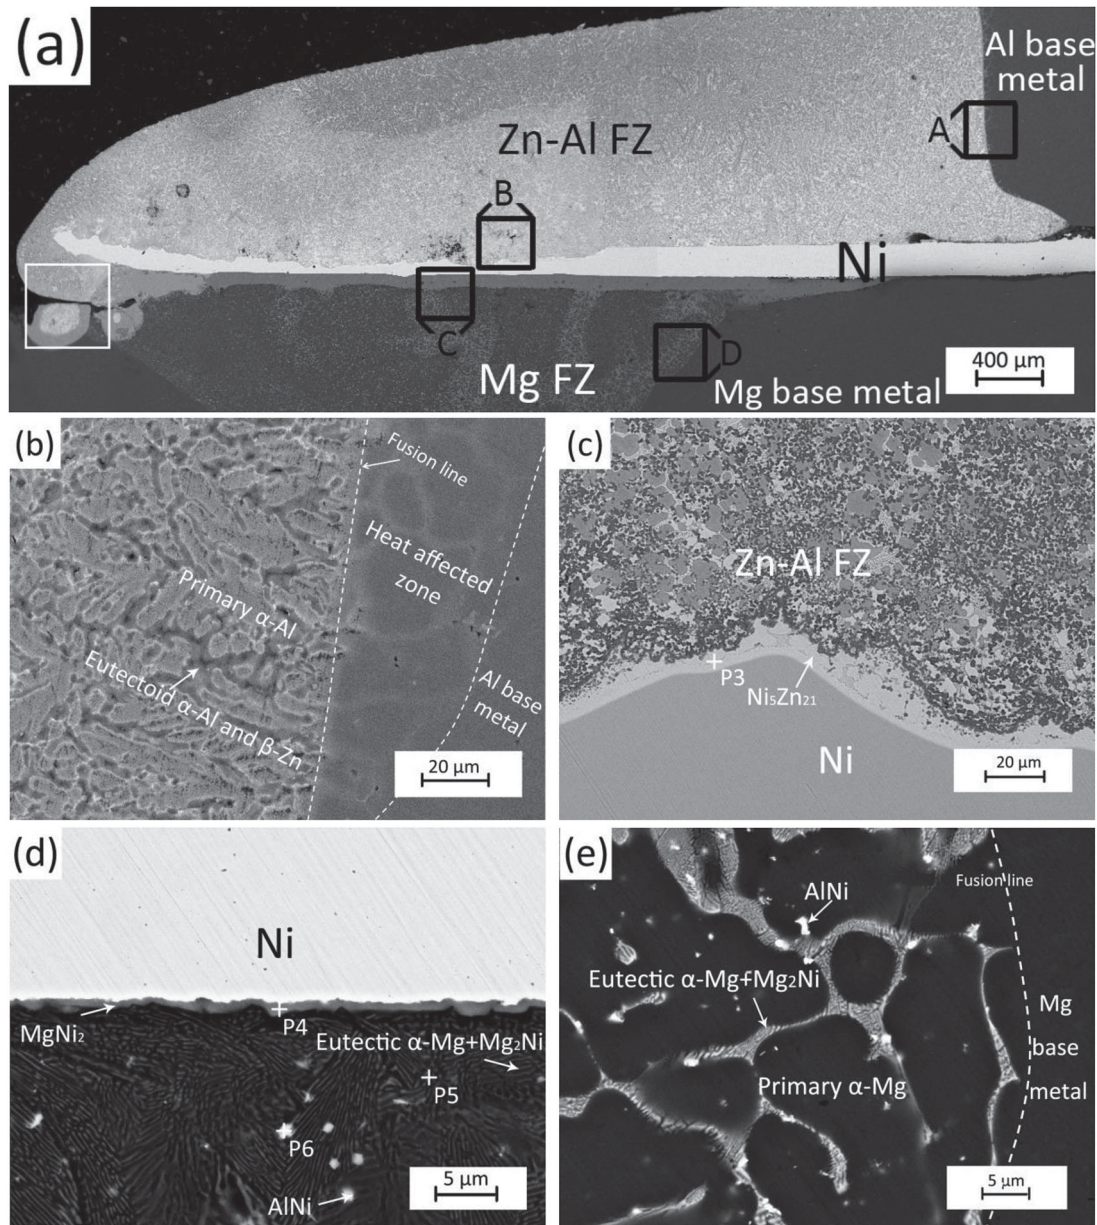 (a)
Al base
metal
A
Zn-Al FZ
B
Ni
C
D
Mg FZ
Mg base metal
400 μm
(b)
Fusion line
Heat affected
zone
Primary α-Al
Eutectoid α-Al and β-Zn
Al base
metal
20 μm
(c)
Zn-Al FZ
P3
Ni₅Zn₂₁
Ni
20 μm
(d)
Ni
MgNi₂
P4
Eutectic α-Mg+Mg₂Ni
P5
P6
AlNi
5 μm
(e)
Fusion line
AlNi
Eutectic α-Mg+Mg₂Ni
Primary α-Mg
Mg
base
metal
5 μm